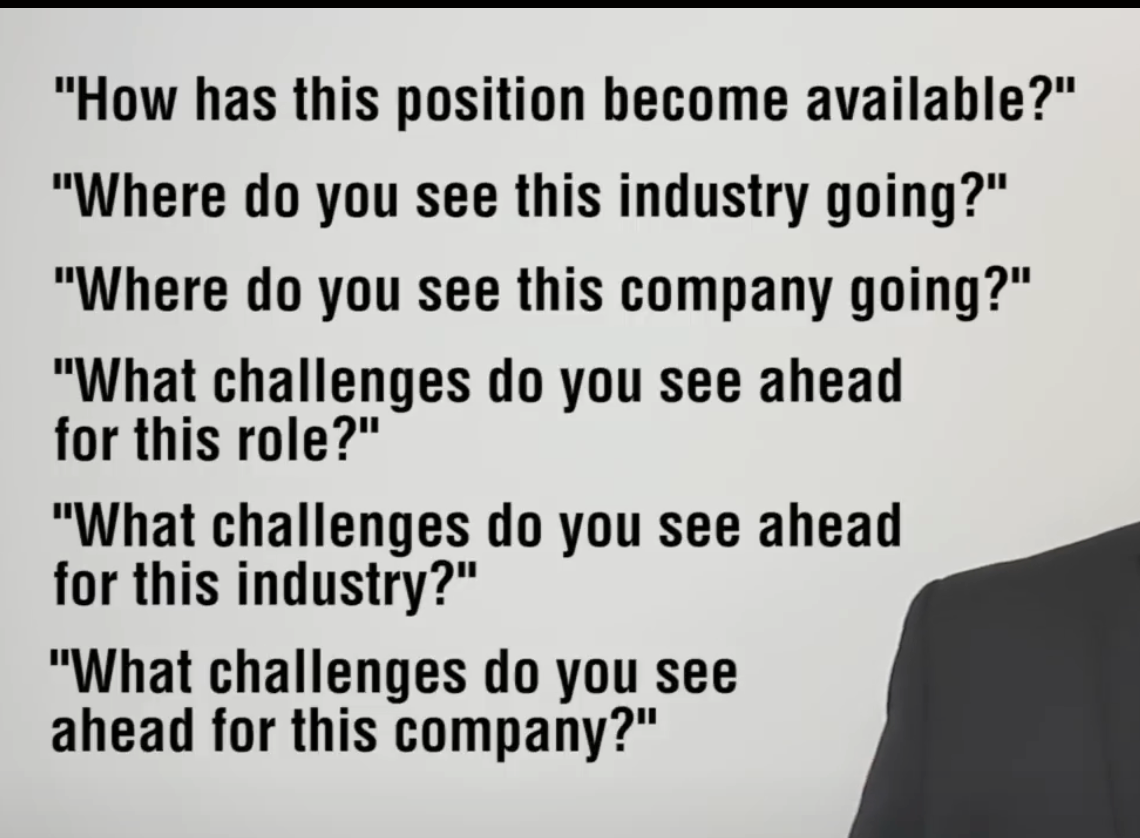 "How has this position become available?"
"Where do you see this industry going?"
"Where do you see this company going?"
"What challenges do you see ahead
for this role?"
"What challenges do you see ahead
for this industry?"
"What challenges do you see
ahead for this company?"